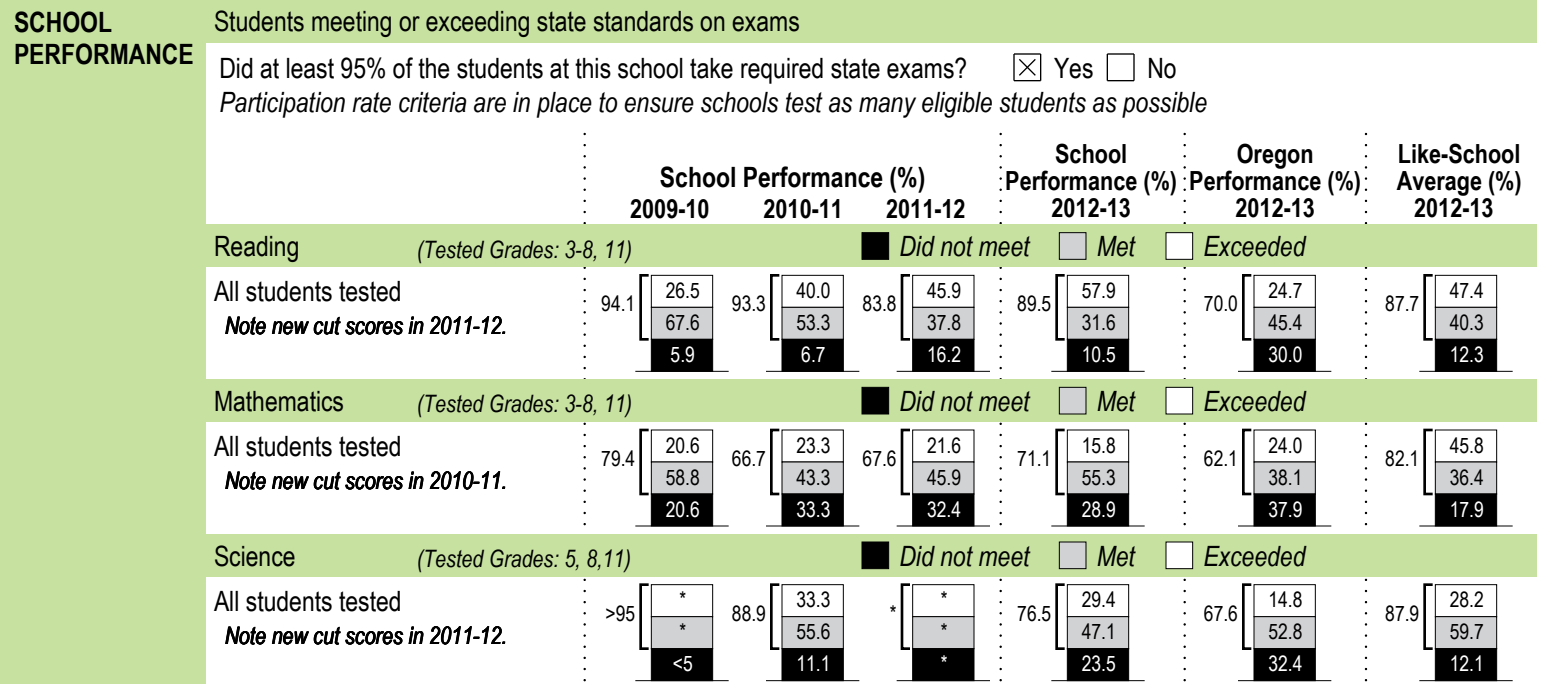 SCHOOL PERFORMANCE
Students meeting or exceeding state standards on exams
Did at least 95% of the students at this school take required state exams? ☒ Yes ☐ No
Participation rate criteria are in place to ensure schools test as many eligible students as possible
School Performance (%)
2009-10 2010-11 2011-12
School Performance (%) 2012-13
Oregon Performance (%) 2012-13
Like-School Average (%) 2012-13
Reading (Tested Grades: 3-8, 11) Did not meet Met Exceeded
All students tested
Note new cut scores in 2011-12.
94.1 26.5 67.6 5.9
93.3 40.0 53.3 6.7
83.8 45.9 37.8 16.2
89.5 57.9 31.6 10.5
70.0 24.7 45.4 30.0
87.7 47.4 40.3 12.3
Mathematics (Tested Grades: 3-8, 11) Did not meet Met Exceeded
All students tested
Note new cut scores in 2010-11.
79.4 20.6 58.8 20.6
66.7 23.3 43.3 33.3
67.6 21.6 45.9 32.4
71.1 15.8 55.3 28.9
62.1 24.0 38.1 37.9
82.1 45.8 36.4 17.9
Science (Tested Grades: 5, 8,11) Did not meet Met Exceeded
All students tested
Note new cut scores in 2011-12.
>95 * * <5
88.9 33.3 55.6 11.1
* * * *
76.5 29.4 47.1 23.5
67.6 14.8 52.8 32.4
87.9 28.2 59.7 12.1